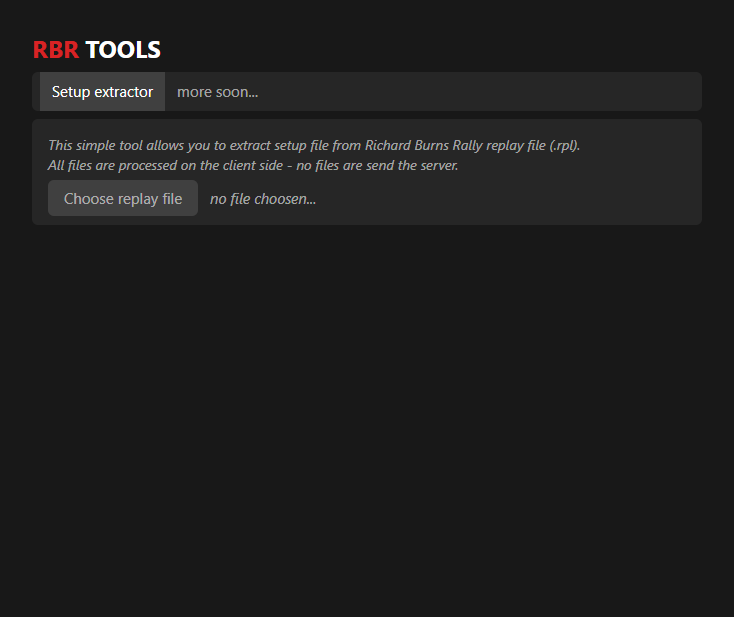 RBR TOOLS
Setup extractor more soon...
This simple tool allows you to extract setup file from Richard Burns Rally replay file (.rpl).
All files are processed on the client side - no files are send the server.
Choose replay file no file choosen...